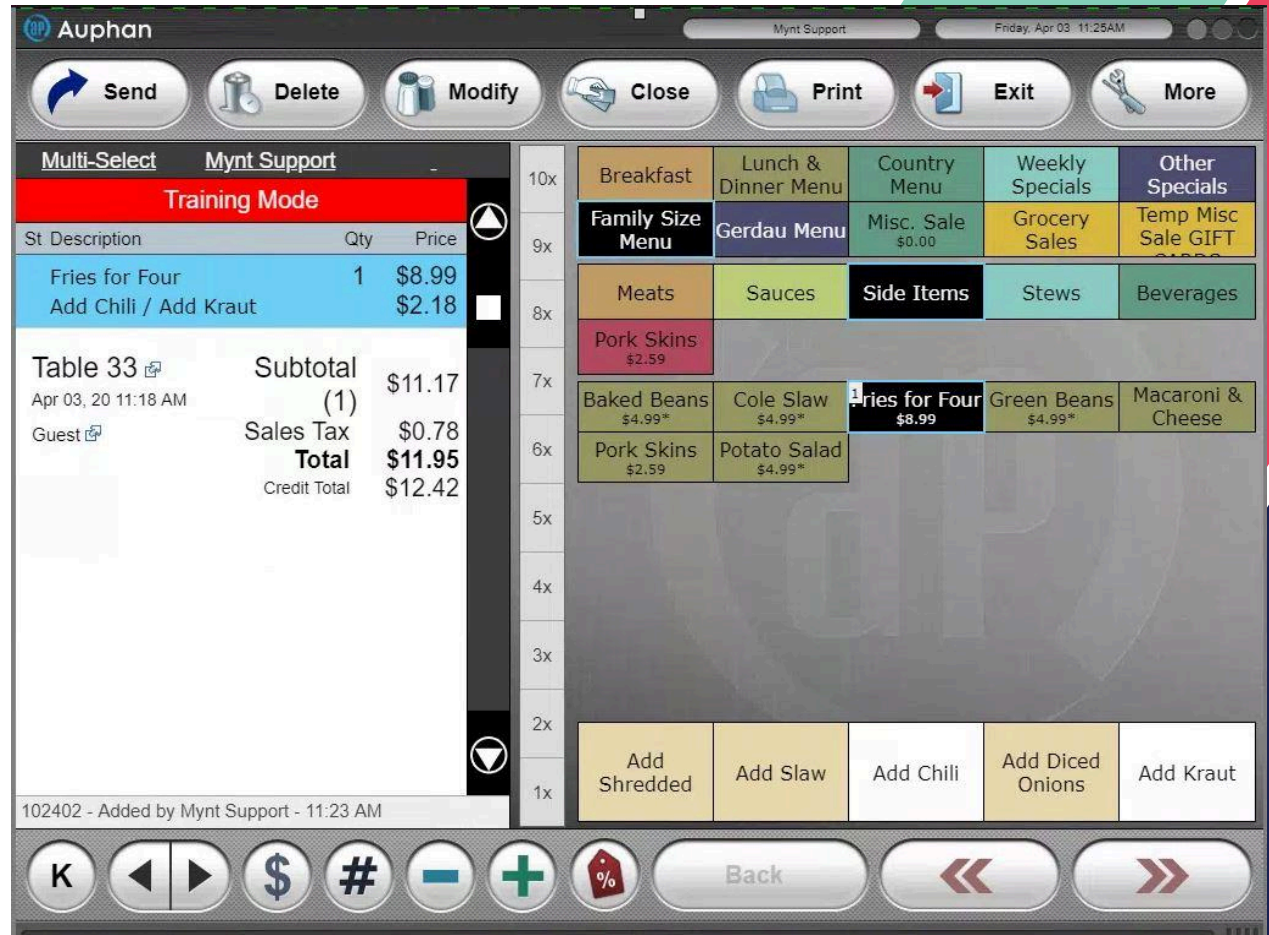 Auphan
Mynt Support
Friday, Apr 03 11:25AM
Send
Delete
Modify
Close
Print
Exit
More
Multi-Select Mynt Support
Training Mode
St Description Qty Price
Fries for Four 1 $8.99
Add Chili / Add Kraut $2.18
Table 33
Subtotal (1) $11.17
Apr 03, 20 11:18 AM
Guest
Sales Tax $0.78
Total $11.95
Credit Total $12.42
102402 - Added by Mynt Support - 11:23 AM
10x
9x
8x
7x
6x
5x
4x
3x
2x
1x
Breakfast
Lunch & Dinner Menu
Country Menu
Weekly Specials
Other Specials
Family Size Menu
Gerdau Menu
Misc. Sale $0.00
Grocery Sales
Temp Misc Sale GIFT
Meats
Sauces
Side Items
Stews
Beverages
Pork Skins $2.59
Baked Beans $4.99*
Cole Slaw $4.99*
1 ries for Four $8.99
Green Beans $4.99*
Macaroni & Cheese
Pork Skins $2.59
Potato Salad $4.99*
Add Shredded
Add Slaw
Add Chili
Add Diced Onions
Add Kraut
K
$
#
%
Back